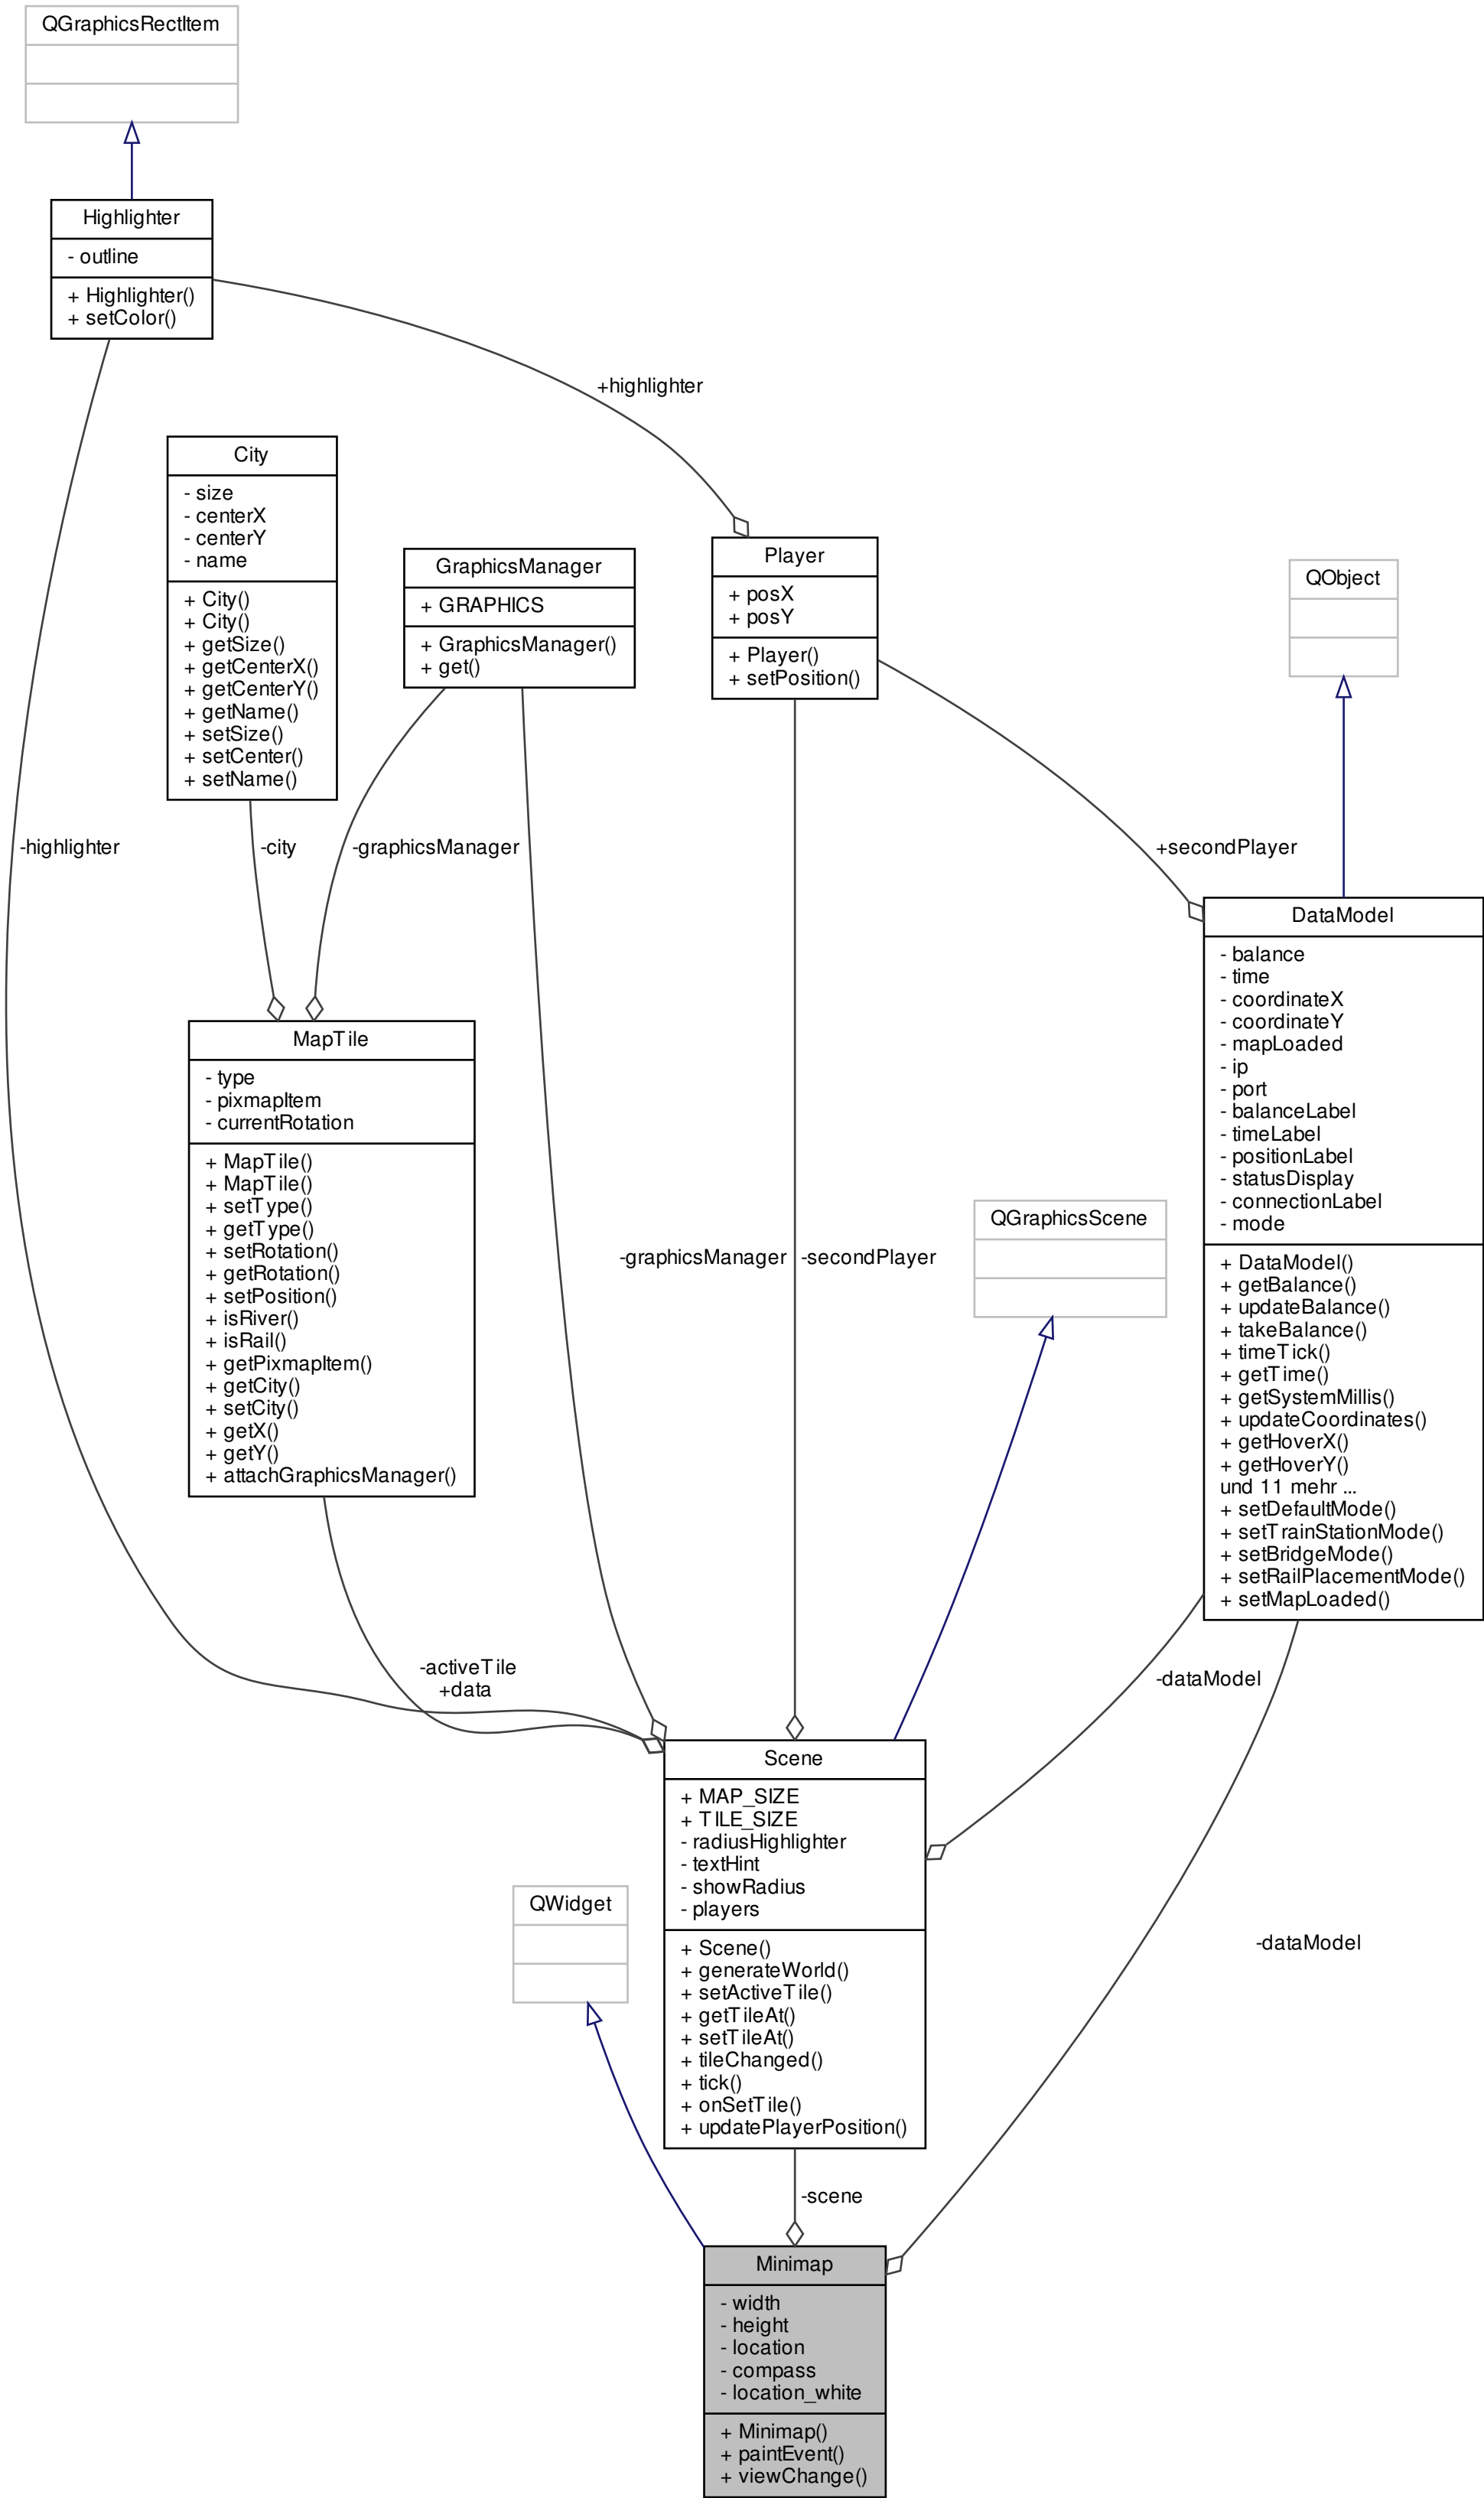 QGraphicsRectItem
Highlighter
- outline
+ Highlighter()
+ setColor()
+highlighter
City
- size
- centerX
- centerY
- name
+ City()
+ City()
+ getSize()
+ getCenterX()
+ getCenterY()
+ getName()
+ setSize()
+ setCenter()
+ setName()
GraphicsManager
+ GRAPHICS
+ GraphicsManager()
+ get()
Player
+ posX
+ posY
+ Player()
+ setPosition()
QObject
-highlighter
-city
-graphicsManager
+secondPlayer
DataModel
- balance
- time
- coordinateX
- coordinateY
- mapLoaded
- ip
- port
- balanceLabel
- timeLabel
- positionLabel
- statusDisplay
- connectionLabel
- mode
+ DataModel()
+ getBalance()
+ updateBalance()
+ takeBalance()
+ timeTick()
+ getTime()
+ getSystemMillis()
+ updateCoordinates()
+ getHoverX()
+ getHoverY()
und 11 mehr ...
+ setDefaultMode()
+ setTrainStationMode()
+ setBridgeMode()
+ setRailPlacementMode()
+ setMapLoaded()
MapTile
- type
- pixmapItem
- currentRotation
+ MapTile()
+ MapTile()
+ setType()
+ getType()
+ setRotation()
+ getRotation()
+ setPosition()
+ isRiver()
+ isRail()
+ getPixmapItem()
+ getCity()
+ setCity()
+ getX()
+ getY()
+ attachGraphicsManager()
-graphicsManager
-secondPlayer
QGraphicsScene
-activeTile
+data
-dataModel
Scene
+ MAP_SIZE
+ TILE_SIZE
- radiusHighlighter
- textHint
- showRadius
- players
+ Scene()
+ generateWorld()
+ setActiveTile()
+ getTileAt()
+ setTileAt()
+ tileChanged()
+ tick()
+ onSetTile()
+ updatePlayerPosition()
QWidget
-dataModel
-scene
Minimap
- width
- height
- location
- compass
- location_white
+ Minimap()
+ paintEvent()
+ viewChange()